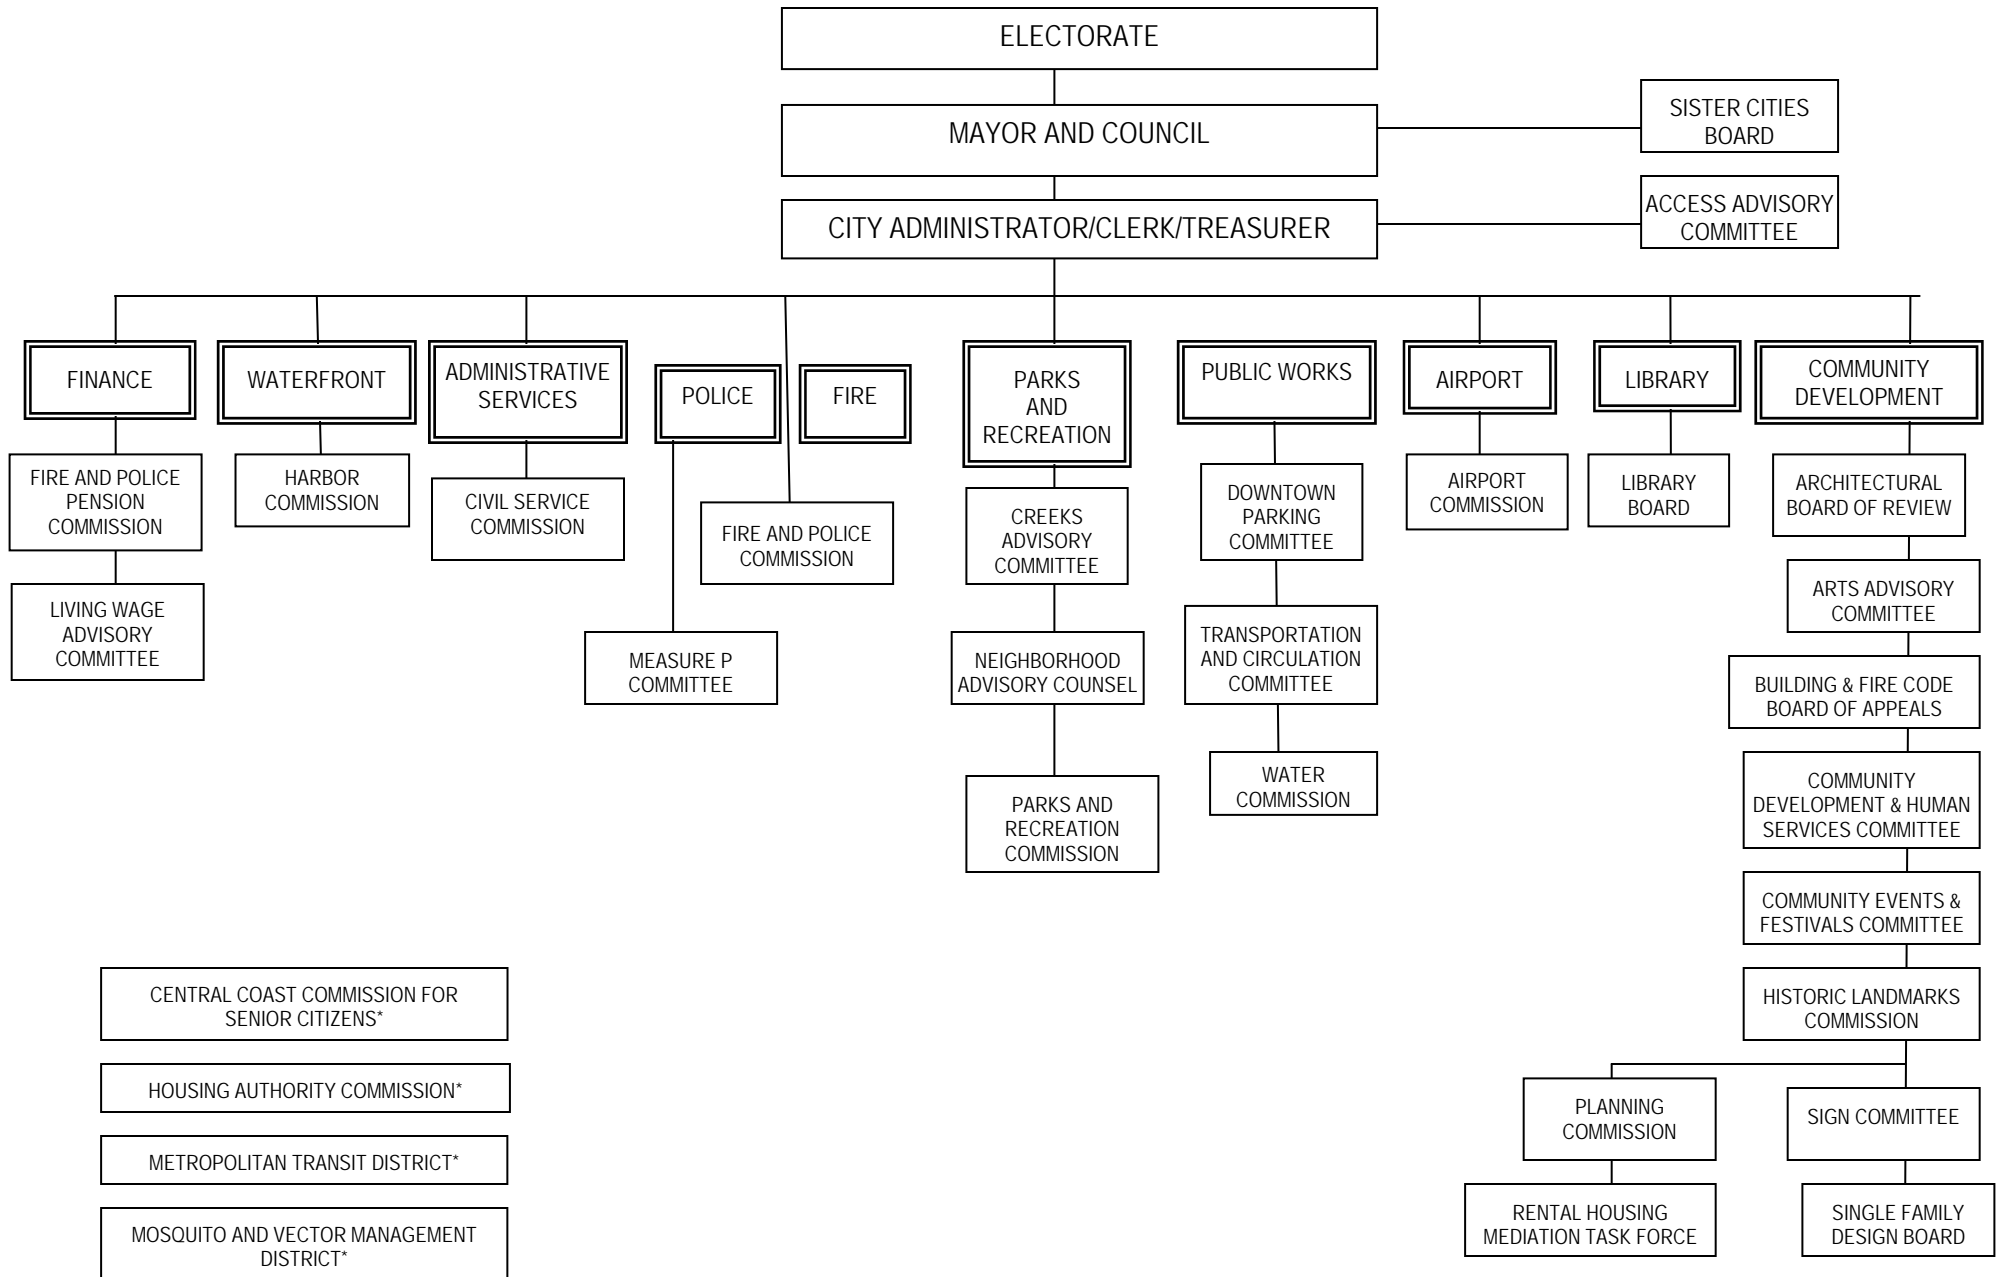 ELECTORATE
MAYOR AND COUNCIL
SISTER CITIES
BOARD
CITY ADMINISTRATOR/CLERK/TREASURER
ACCESS ADVISORY
COMMITTEE
FINANCE
WATERFRONT
ADMINISTRATIVE
SERVICES
POLICE
FIRE
PARKS
AND
RECREATION
PUBLIC WORKS
AIRPORT
LIBRARY
COMMUNITY
DEVELOPMENT
FIRE AND POLICE
PENSION
COMMISSION
LIVING WAGE
ADVISORY
COMMITTEE
HARBOR
COMMISSION
CIVIL SERVICE
COMMISSION
MEASURE P
COMMITTEE
FIRE AND POLICE
COMMISSION
CREEKS
ADVISORY
COMMITTEE
NEIGHBORHOOD
ADVISORY COUNSEL
PARKS AND
RECREATION
COMMISSION
DOWNTOWN
PARKING
COMMITTEE
TRANSPORTATION
AND CIRCULATION
COMMITTEE
WATER
COMMISSION
AIRPORT
COMMISSION
LIBRARY
BOARD
ARCHITECTURAL
BOARD OF REVIEW
ARTS ADVISORY
COMMITTEE
BUILDING & FIRE CODE
BOARD OF APPEALS
COMMUNITY
DEVELOPMENT & HUMAN
SERVICES COMMITTEE
COMMUNITY EVENTS &
FESTIVALS COMMITTEE
HISTORIC LANDMARKS
COMMISSION
PLANNING
COMMISSION
SIGN COMMITTEE
RENTAL HOUSING
MEDIATION TASK FORCE
SINGLE FAMILY
DESIGN BOARD
CENTRAL COAST COMMISSION FOR
SENIOR CITIZENS*
HOUSING AUTHORITY COMMISSION*
METROPOLITAN TRANSIT DISTRICT*
MOSQUITO AND VECTOR MANAGEMENT
DISTRICT*